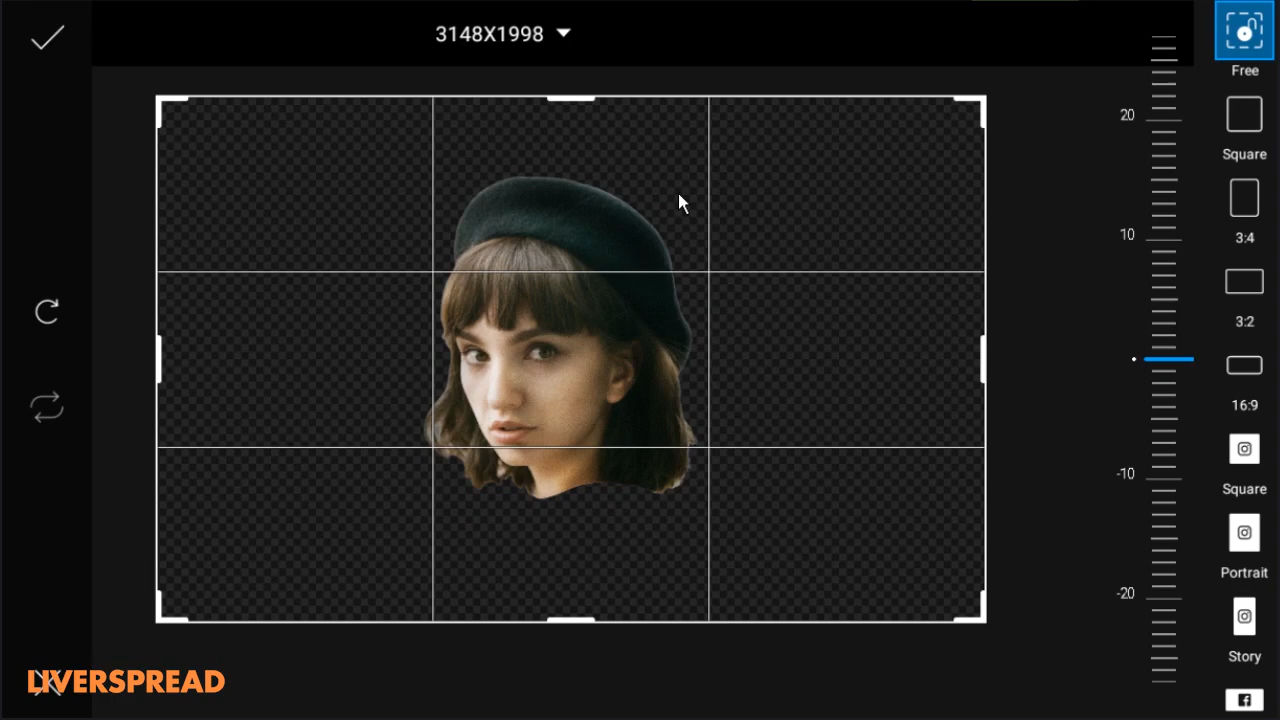 3148X1998
Free
Square
3:4
3:2
16:9
Square
Portrait
Story
20
10
-10
-20
LIVERSPREAD